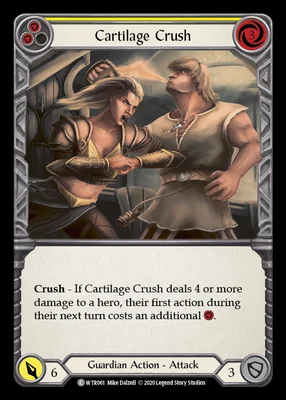 Cartilage Crush
3
Crush - If Cartilage Crush deals 4 or more
damage to a hero, their first action during
their next turn costs an additional
Guardian Action - Attack
6
3
C WTR061 Mike Dalzell © 2020 Legend Story Studios